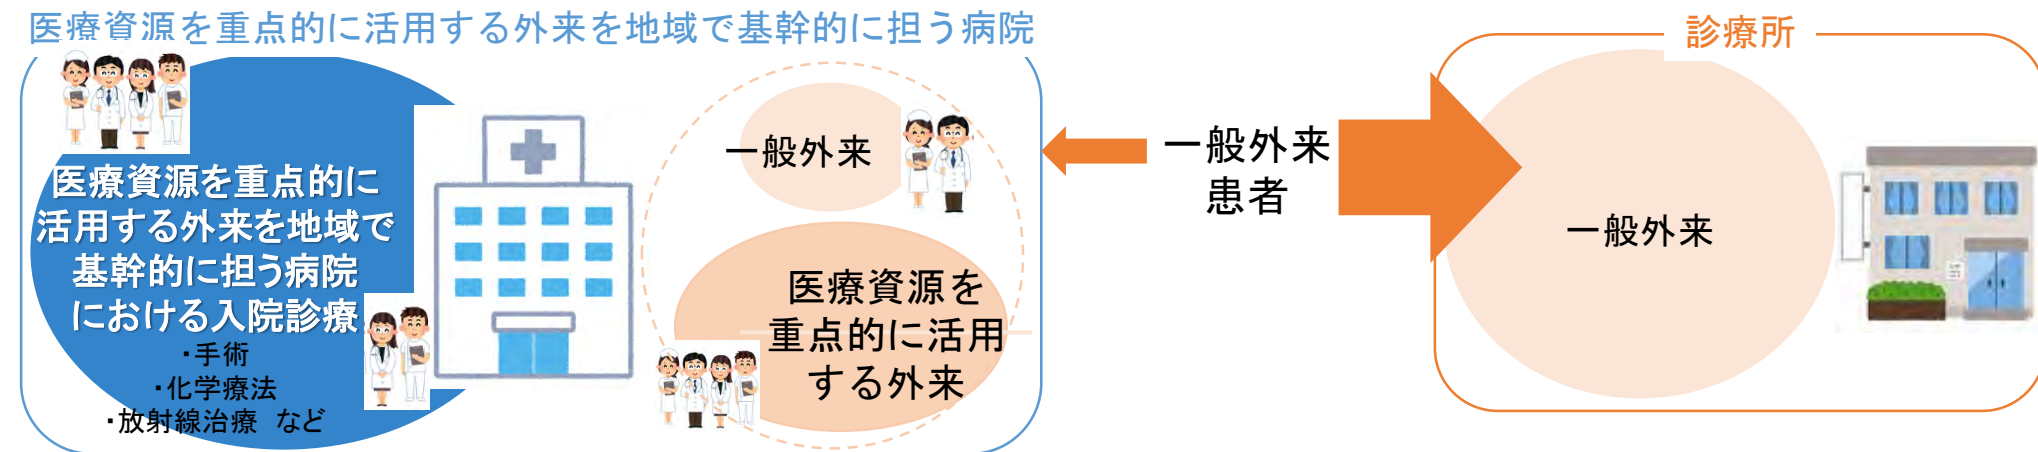 医療資源を重点的に活用する外来を地域で基幹的に担う病院
医療資源を重点的に
活用する外来を地域で
基幹的に担う病院
における入院診療
・手術
・化学療法
・放射線治療 など
一般外来
医療資源を
重点的に活用
する外来
一般外来
患者
診療所
一般外来